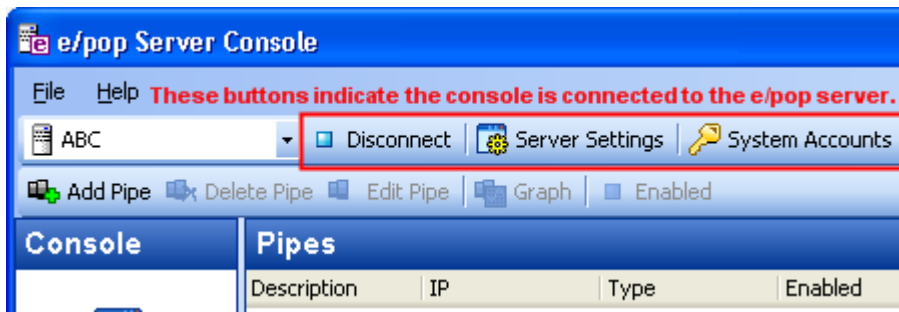 e/pop Server Console
File Help These buttons indicate the console is connected to the e/pop server.
ABC Disconnect Server Settings System Accounts
Add Pipe Delete Pipe Edit Pipe Graph Enabled
Console Pipes
Description IP Type Enabled